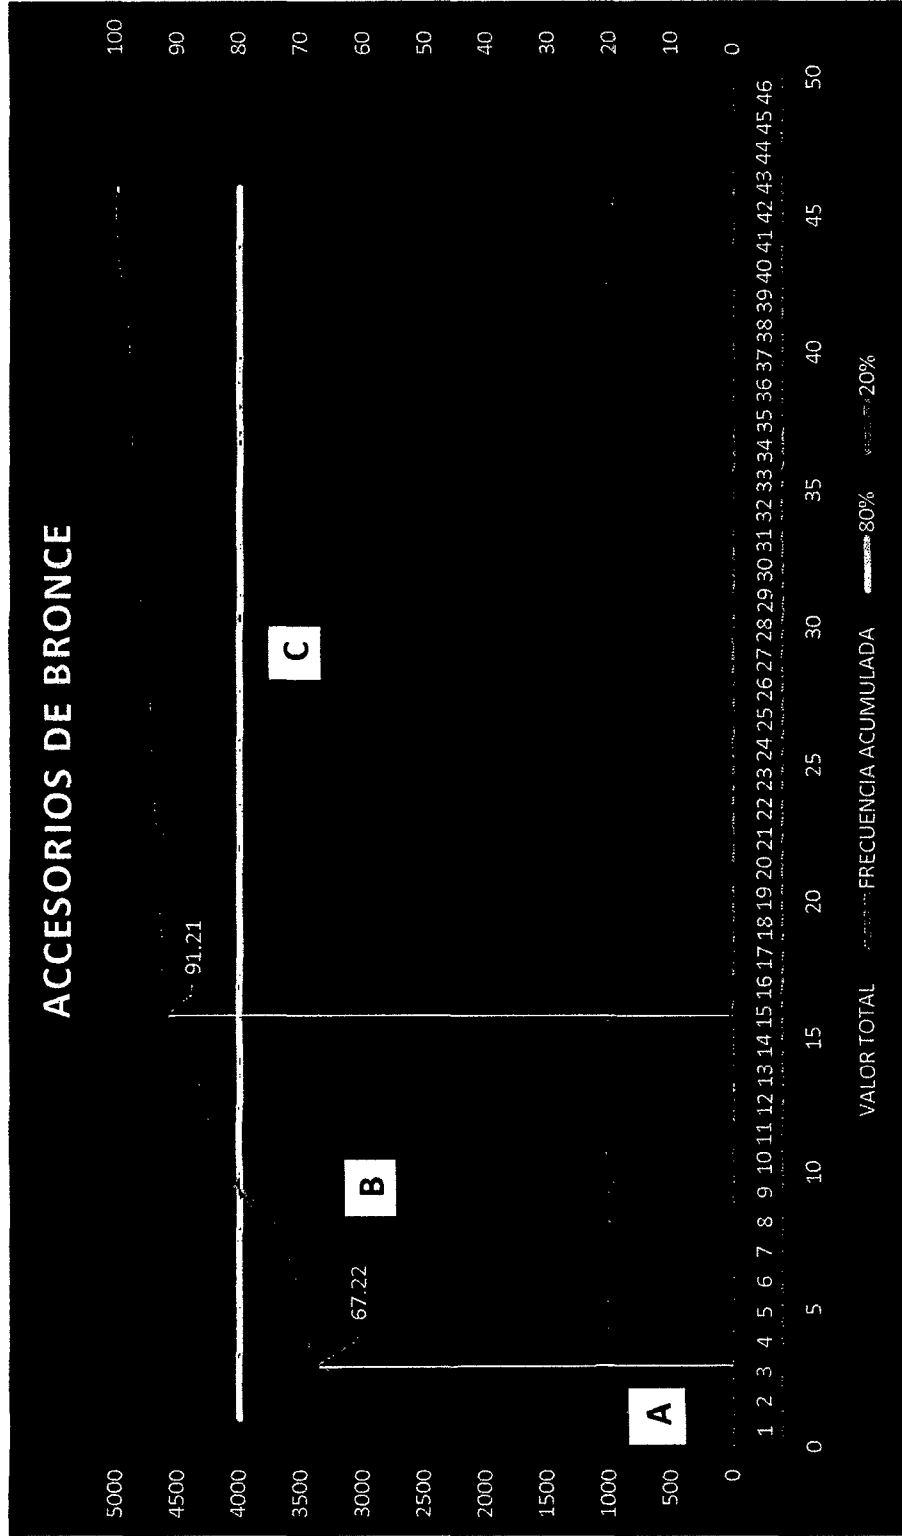 ACCESORIOS DE BRONCE
5000 4500 4000 3500 3000 2500 2000 1500 1000 500 0
100 90 80 70 60 50 40 30 20 10 0
67.22
91.21
A
B
C
1 2 3 4 5 6 7 8 9 10 11 12 13 14 15 16 17 18 19 20 21 22 23 24 25 26 27 28 29 30 31 32 33 34 35 36 37 38 39 40 41 42 43 44 45 46
0 5 10 15 20 25 30 35 40 45 50
VALOR TOTAL FRECUENCIA ACUMULADA 80% 20%